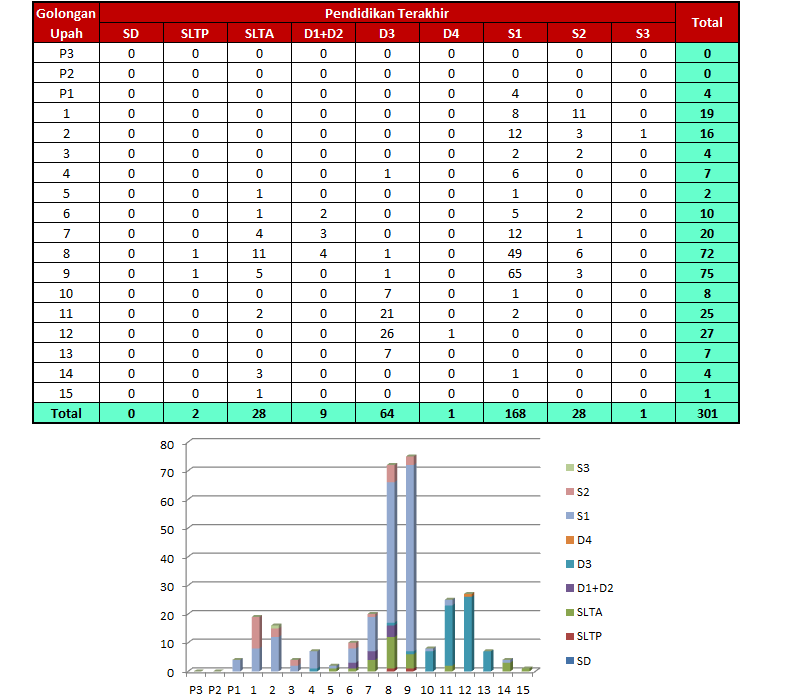 Golongan Upah Pendidikan Terakhir Total
SD SLTP SLTA D1+D2 D3 D4 S1 S2 S3
P3 0 0 0 0 0 0 0 0 0 0
P2 0 0 0 0 0 0 0 0 0 0
P1 0 0 0 0 0 0 4 0 0 4
1 0 0 0 0 0 0 8 11 0 19
2 0 0 0 0 0 0 12 3 1 16
3 0 0 0 0 0 0 2 2 0 4
4 0 0 0 0 1 0 6 0 0 7
5 0 0 1 0 0 0 1 0 0 2
6 0 0 1 2 0 0 5 2 0 10
7 0 0 4 3 0 0 12 1 0 20
8 0 1 11 4 1 0 49 6 0 72
9 0 1 5 0 1 0 65 3 0 75
10 0 0 0 0 7 0 1 0 0 8
11 0 0 2 0 21 0 2 0 0 25
12 0 0 0 0 26 1 0 0 0 27
13 0 0 0 0 7 0 0 0 0 7
14 0 0 3 0 0 0 1 0 0 4
15 0 0 1 0 0 0 0 0 0 1
Total 0 2 28 9 64 1 168 28 1 301
80
70
60
50
40
30
20
10
0
P3 P2 P1 1 2 3 4 5 6 7 8 9 10 11 12 13 14 15
S3
S2
S1
D4
D3
D1+D2
SLTA
SLTP
SD